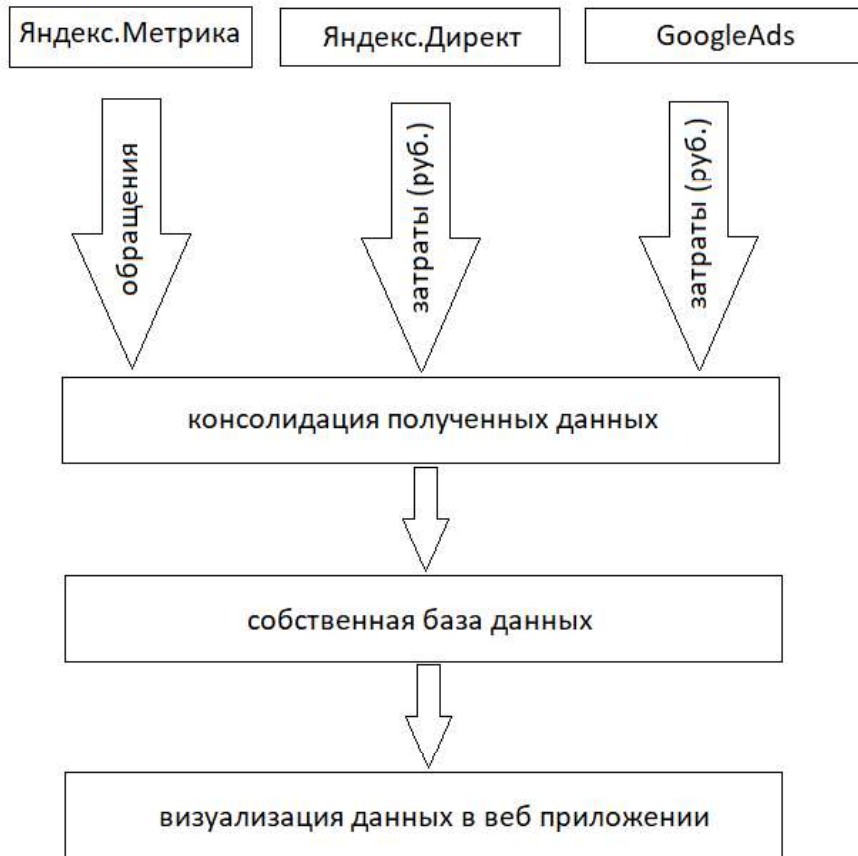 Яндекс.Метрика
Яндекс.Директ
GoogleAds
обращения
затраты (руб.)
затраты (руб.)
консолидация полученных данных
собственная база данных
визуализация данных в веб приложении